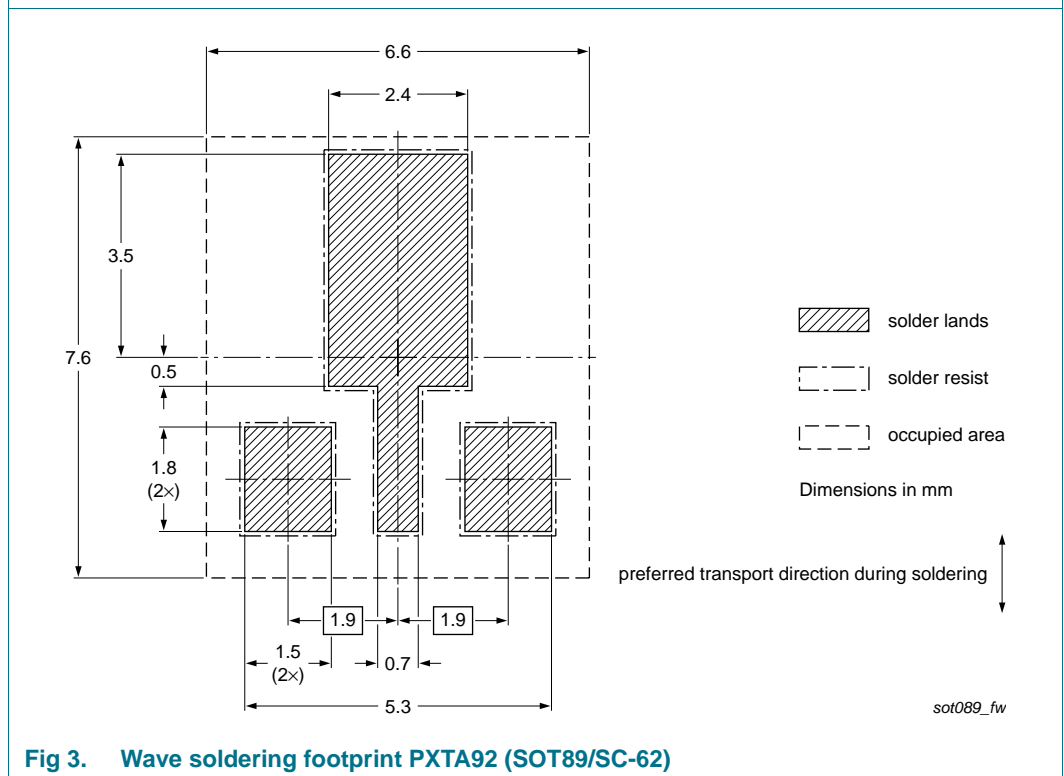 6.6
2.4
3.5
7.6
0.5
1.8
(2×)
solder lands
solder resist
occupied area
Dimensions in mm
preferred transport direction during soldering
1.9
1.9
1.5
(2×)
0.7
5.3
sot089_fw
Fig 3. Wave soldering footprint PXTA92 (SOT89/SC-62)